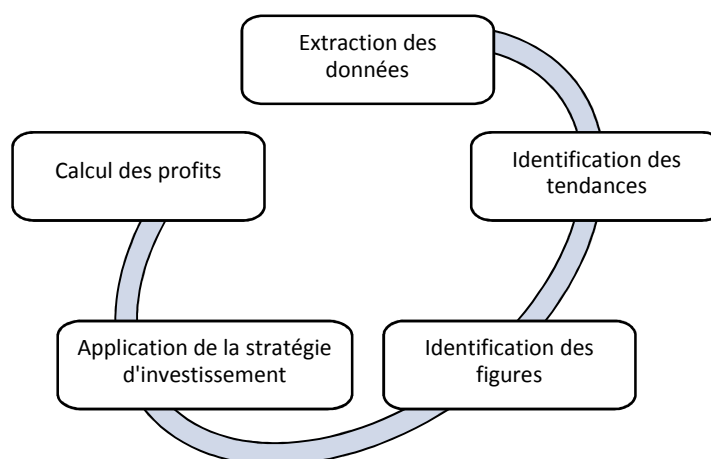 Extraction des
données
Identification des
tendances
Identification des
figures
Application de la stratégie
d'investissement
Calcul des profits